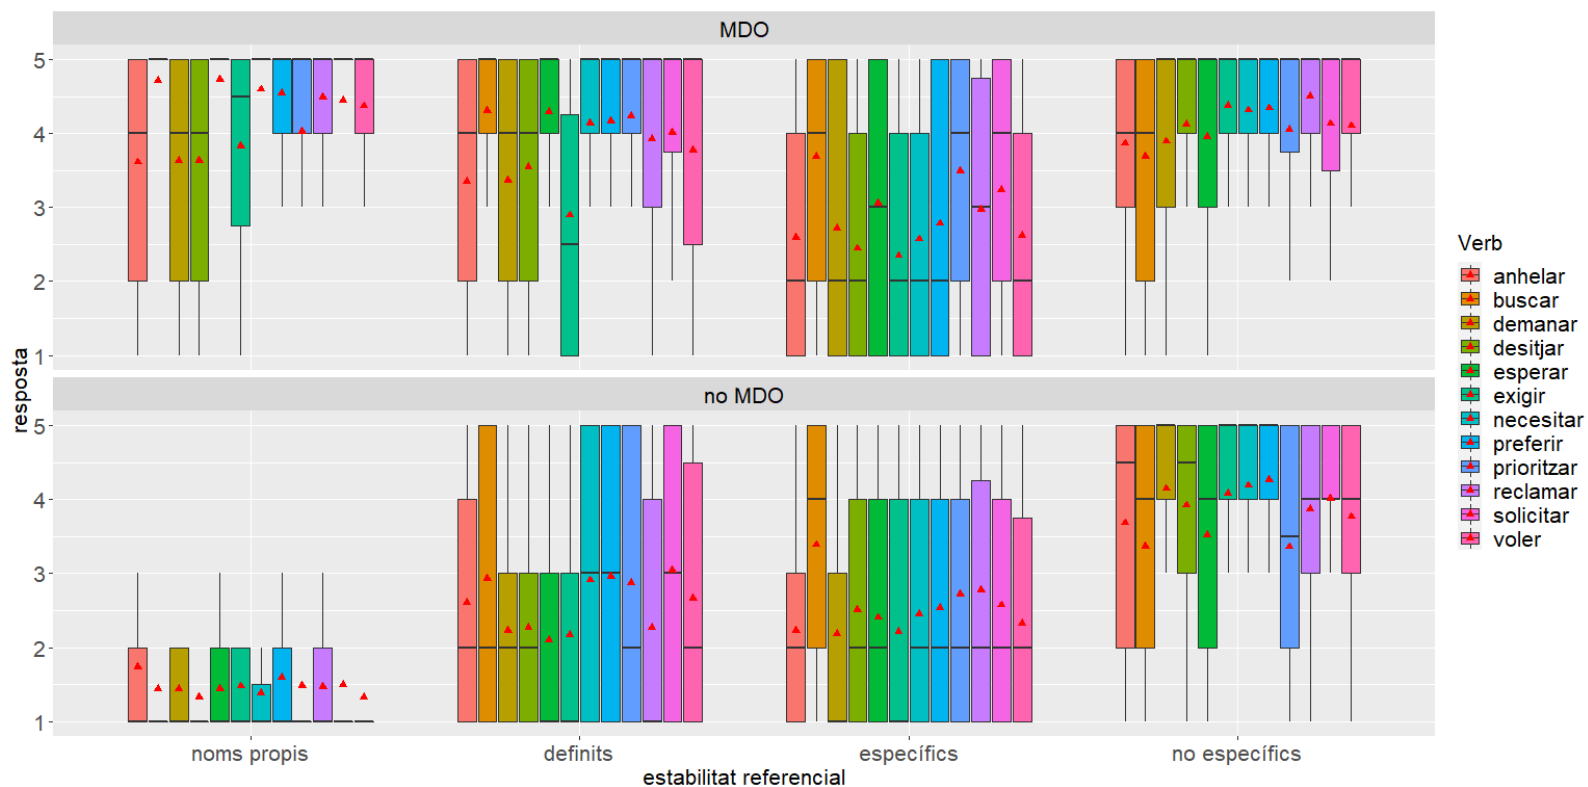 MDO
5
4
3
2
1
no MDO
5
4
3
2
1
resposta
noms propis
definits
específics
no específics
estabilitat referencial
Verb
anhelar
buscar
demanar
desitjar
esperar
exigir
necesitar
preferir
prioritzar
reclamar
solicitar
voler